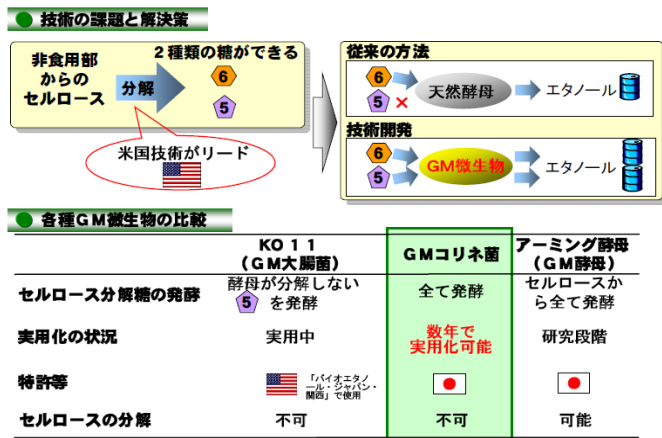 ● 技術の課題と解決策
非食用部
からの
セルロース
分解
２種類の糖ができる
6
5
米国技術がリード
従来の方法
6
5
×
天然酵母
エタノール
技術開発
6
5
GM微生物
エタノール
● 各種GM微生物の比較
KO１１
（GM大腸菌）
GMコリネ菌
アーミング酵母
（GM酵母）
セルロース分解糖の発酵
酵母が分解しない
5 を発酵
全て発酵
セルロースか
ら全て発酵
実用化の状況
実用中
数年で
実用化可能
研究段階
特許等
「バイオエタノ
ール・ジャパン・
関西」で使用
セルロースの分解
不可
不可
可能